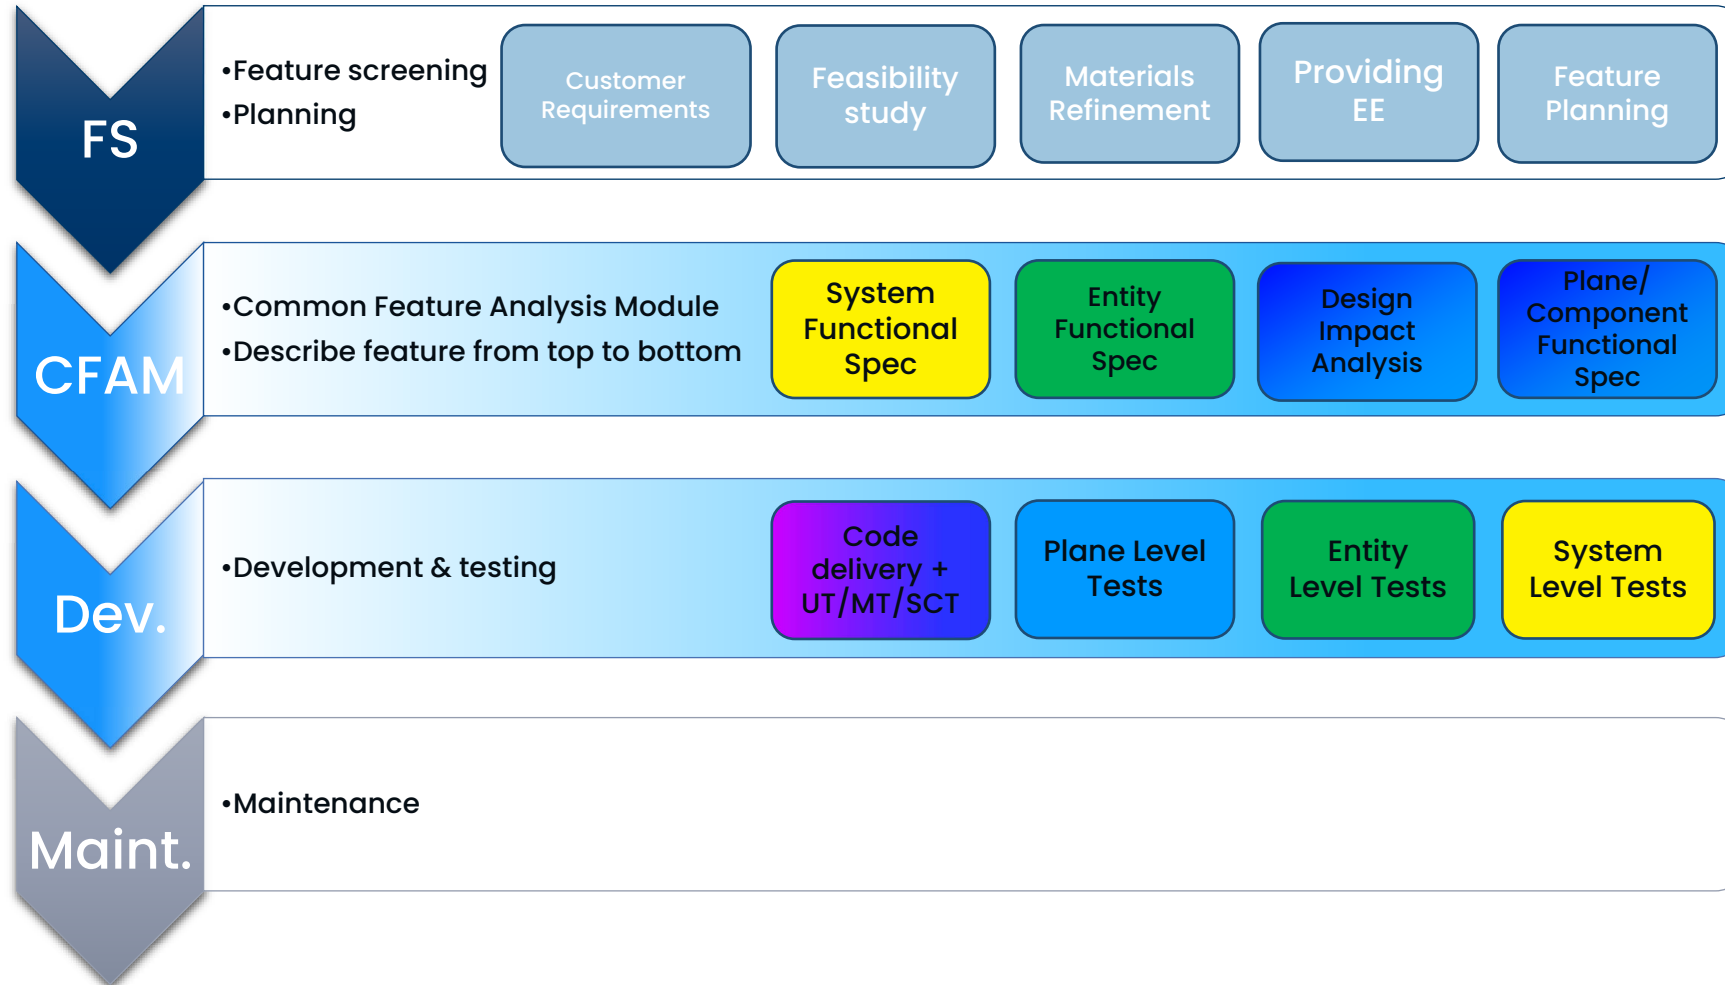 FS
•Feature screening
•Planning
Customer
Requirements
Feasibility
study
Materials
Refinement
Providing
EE
Feature
Planning
CFAM
•Common Feature Analysis Module
•Describe feature from top to bottom
System
Functional
Spec
Entity
Functional
Spec
Design
Impact
Analysis
Plane/
Component
Functional
Spec
Dev.
•Development & testing
Code
delivery +
UT/MT/SCT
Plane Level
Tests
Entity
Level Tests
System
Level Tests
Maint.
•Maintenance